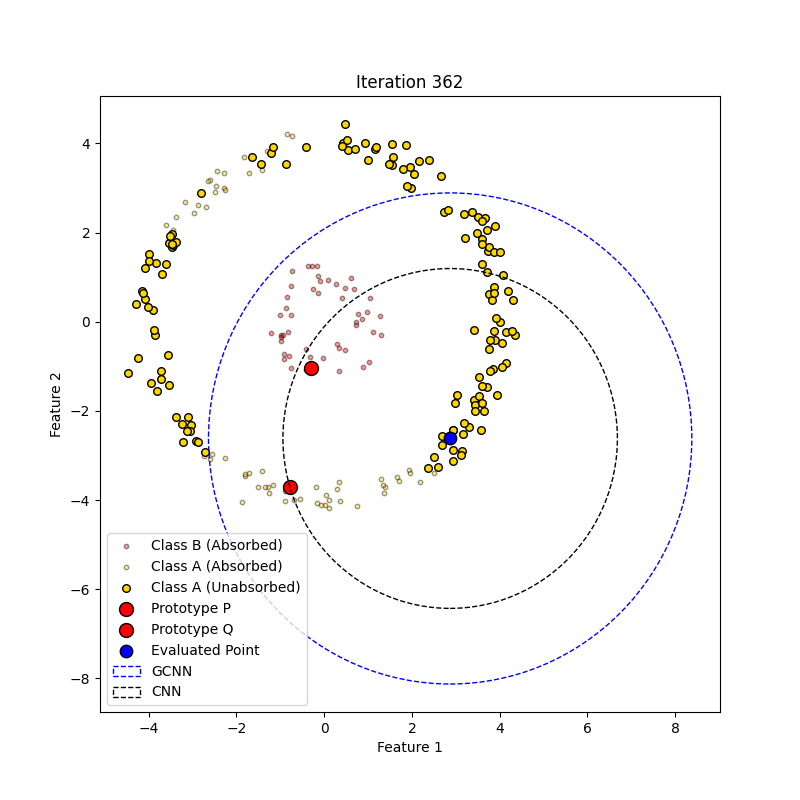 Iteration 362
4
2
0
−2
−4
−6
−8
Feature 2
Class B (Absorbed)
Class A (Absorbed)
Class A (Unabsorbed)
Prototype P
Prototype Q
Evaluated Point
GCNN
CNN
−4 −2 0 2 4 6 8
Feature 1